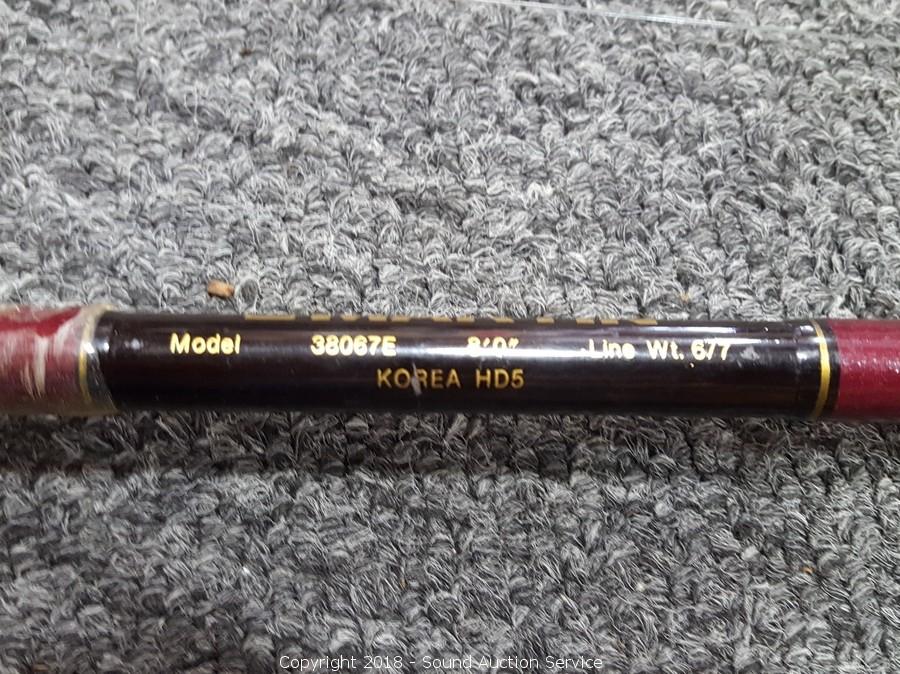 Model 38067E 8'0" Line Wt. 6/7
KOREA HD5
Copyright 2018 - Sound Auction Service